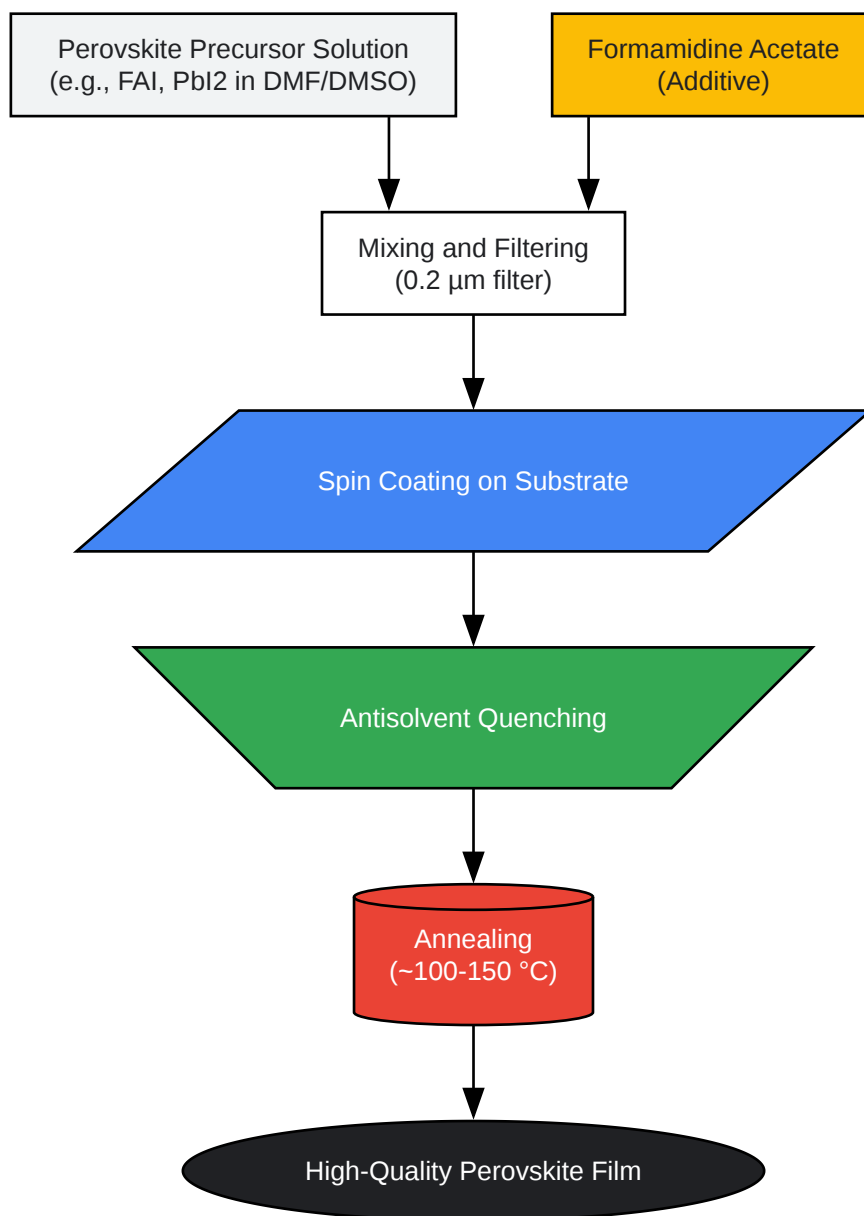 Perovskite Precursor Solution
(e.g., FAI, PbI2 in DMF/DMSO)
Formamidine Acetate
(Additive)
Mixing and Filtering
(0.2 µm filter)
Spin Coating on Substrate
Antisolvent Quenching
Annealing
(~100-150 °C)
High-Quality Perovskite Film